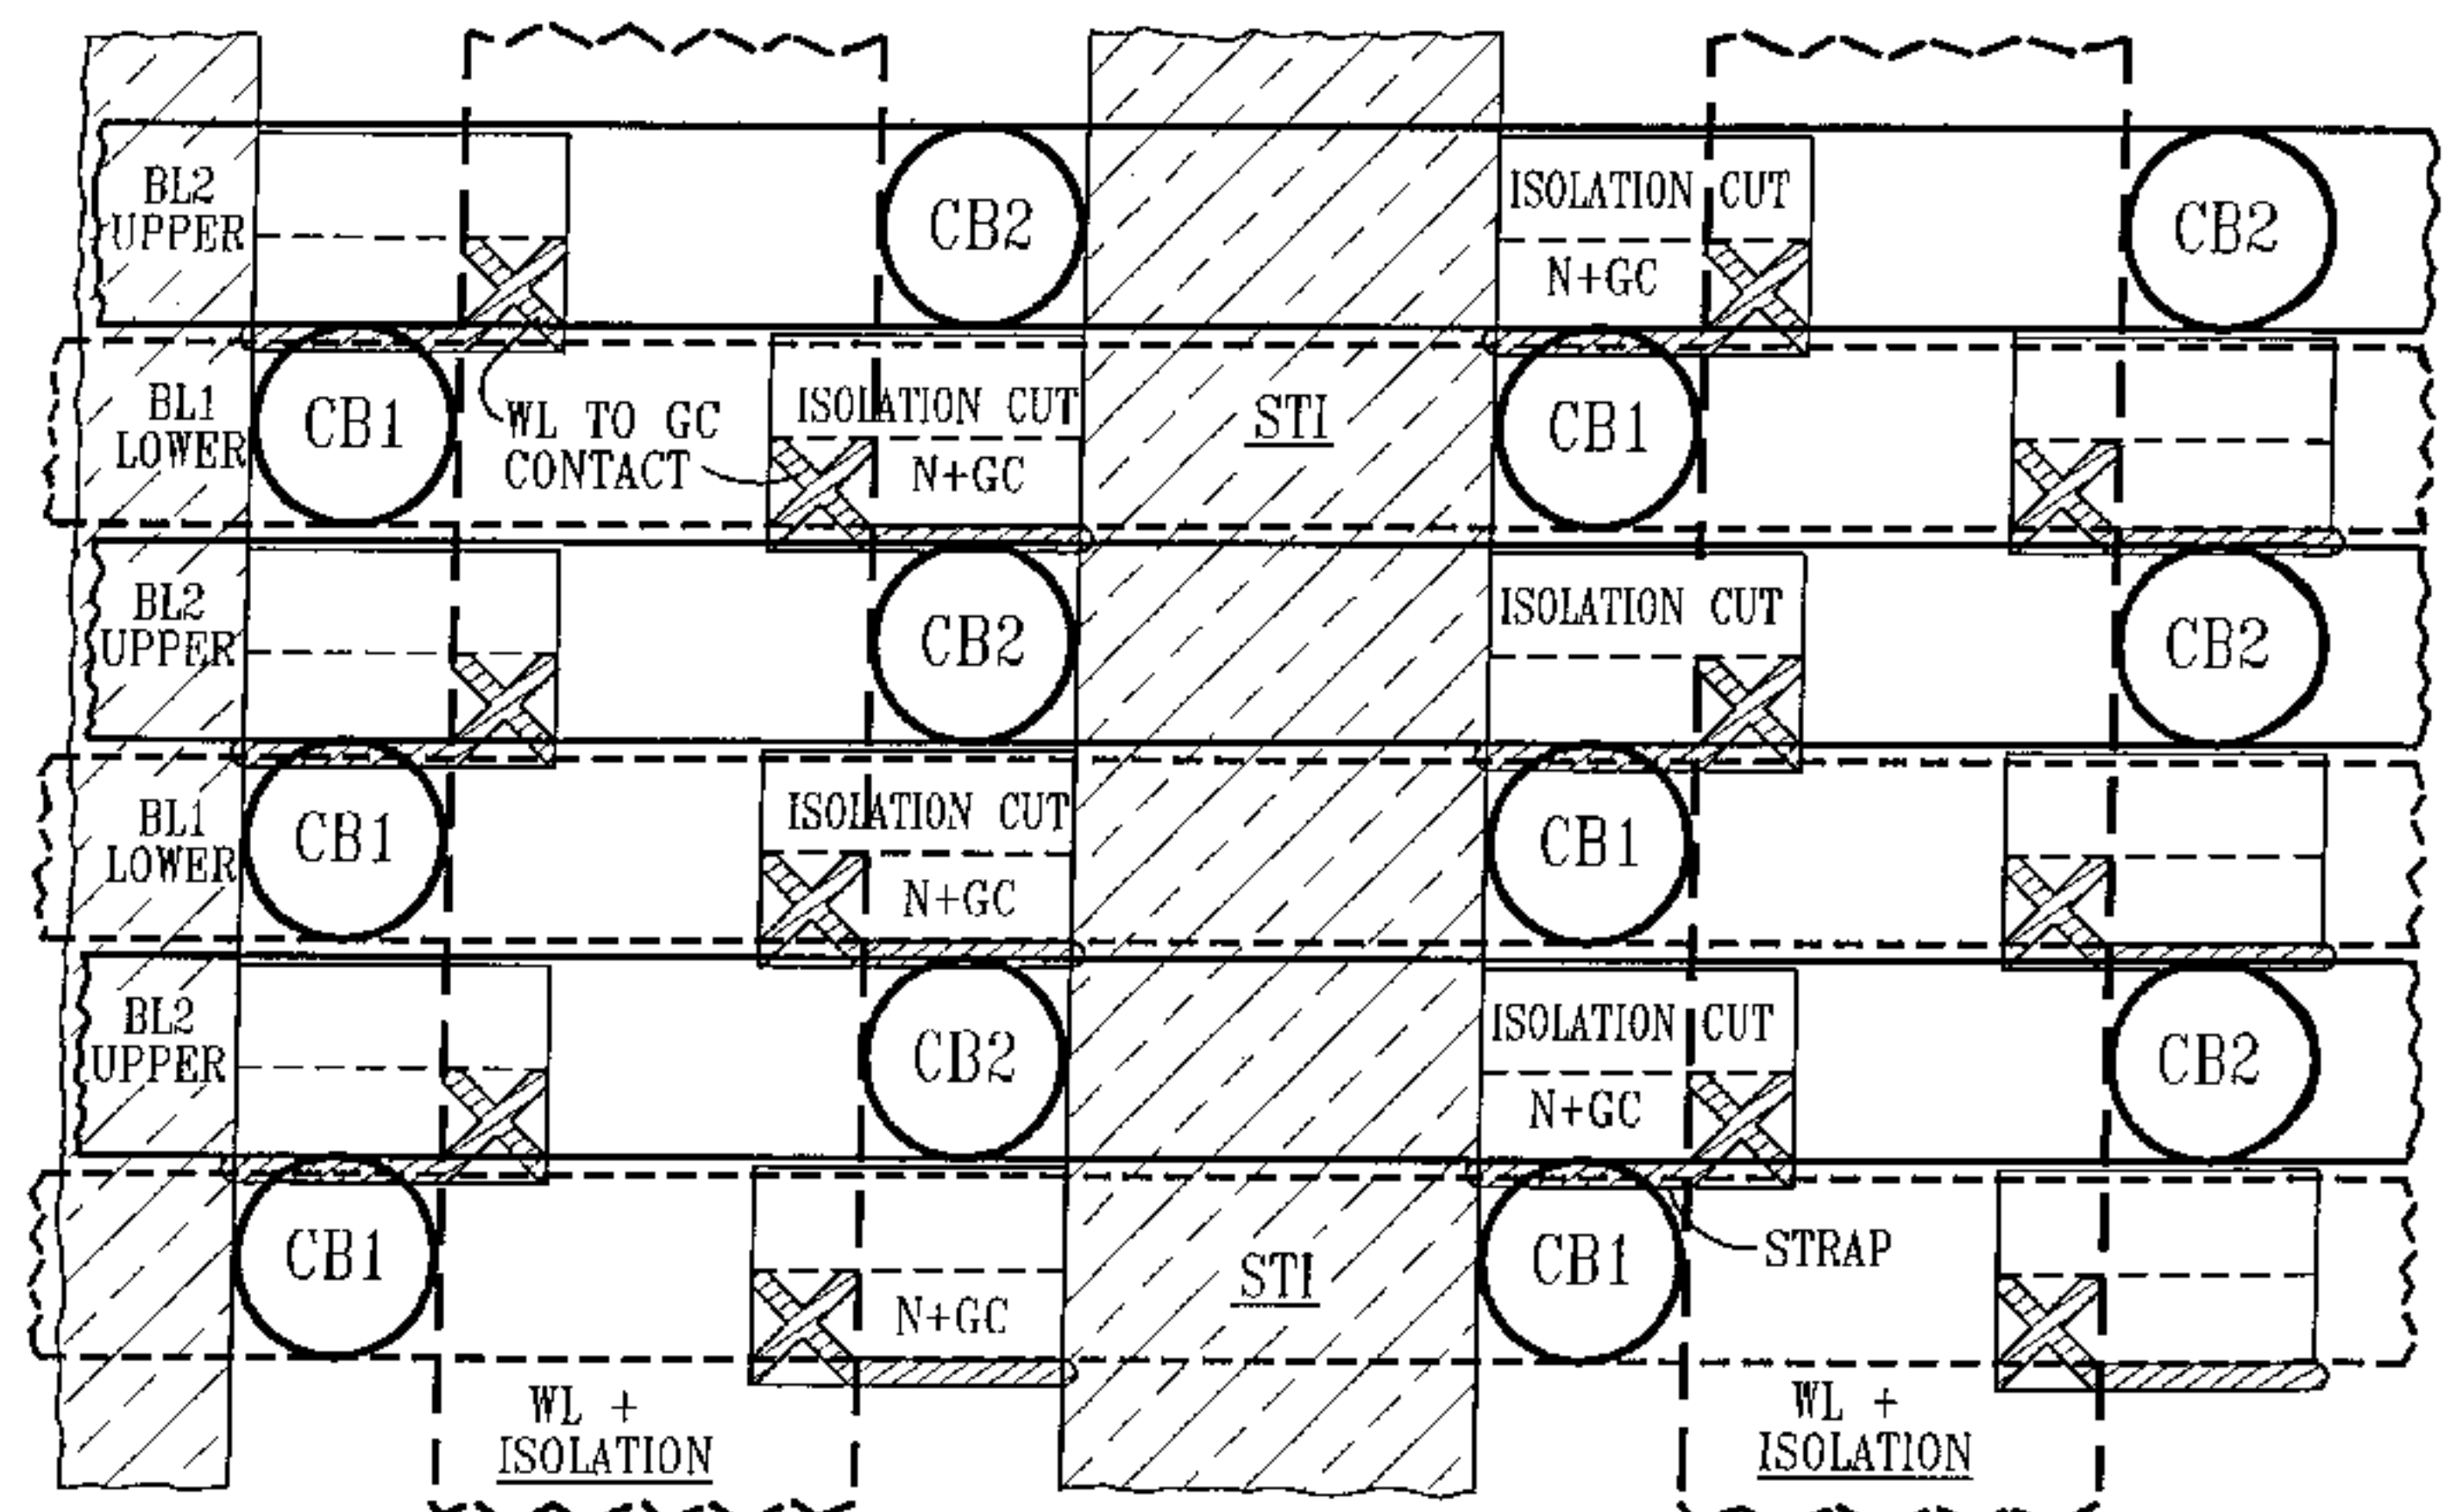 BL2
UPPER
CB2
ISOLATION CUT
N+GC
CB2
BL1
LOWER
CB1
WL TO GC
CONTACT
ISOLATION CUT
N+GC
STI
CB1
BL2
UPPER
CB2
ISOLATION CUT
CB2
BL1
LOWER
CB1
ISOLATION CUT
N+GC
CB1
BL2
UPPER
CB2
ISOLATION CUT
N+GC
CB2
CB1
N+GC
STI
CB1
STRAP
WL +
ISOLATION
WL +
ISOLATION